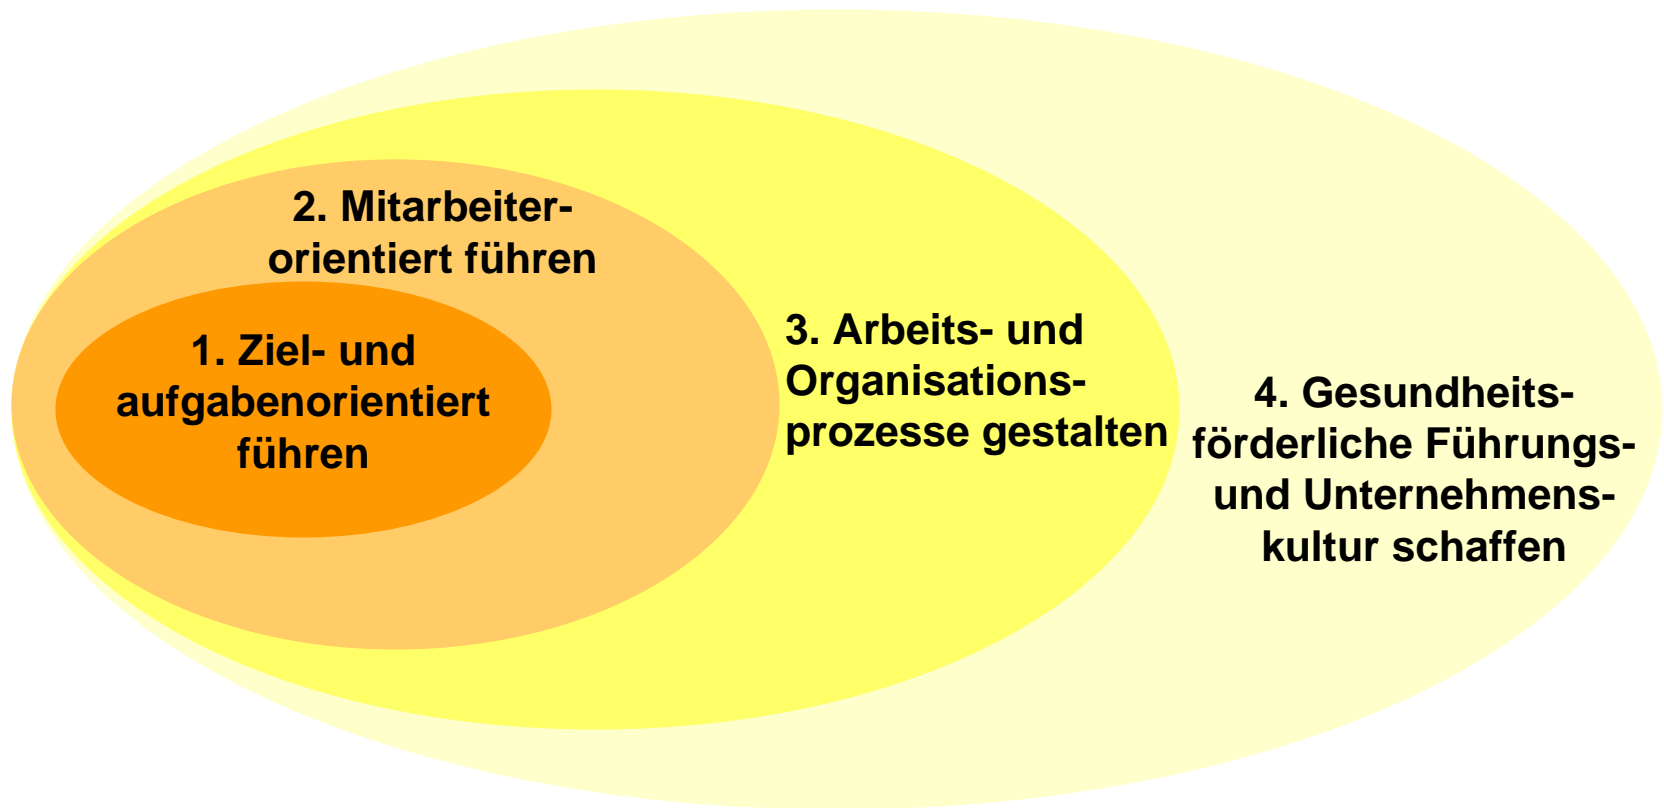 2. Mitarbeiter-
orientiert führen
1. Ziel- und
aufgabenorientiert
führen
3. Arbeits- und
Organisations-
prozesse gestalten
4. Gesundheits-
förderliche Führungs-
und Unternehmens-
kultur schaffen